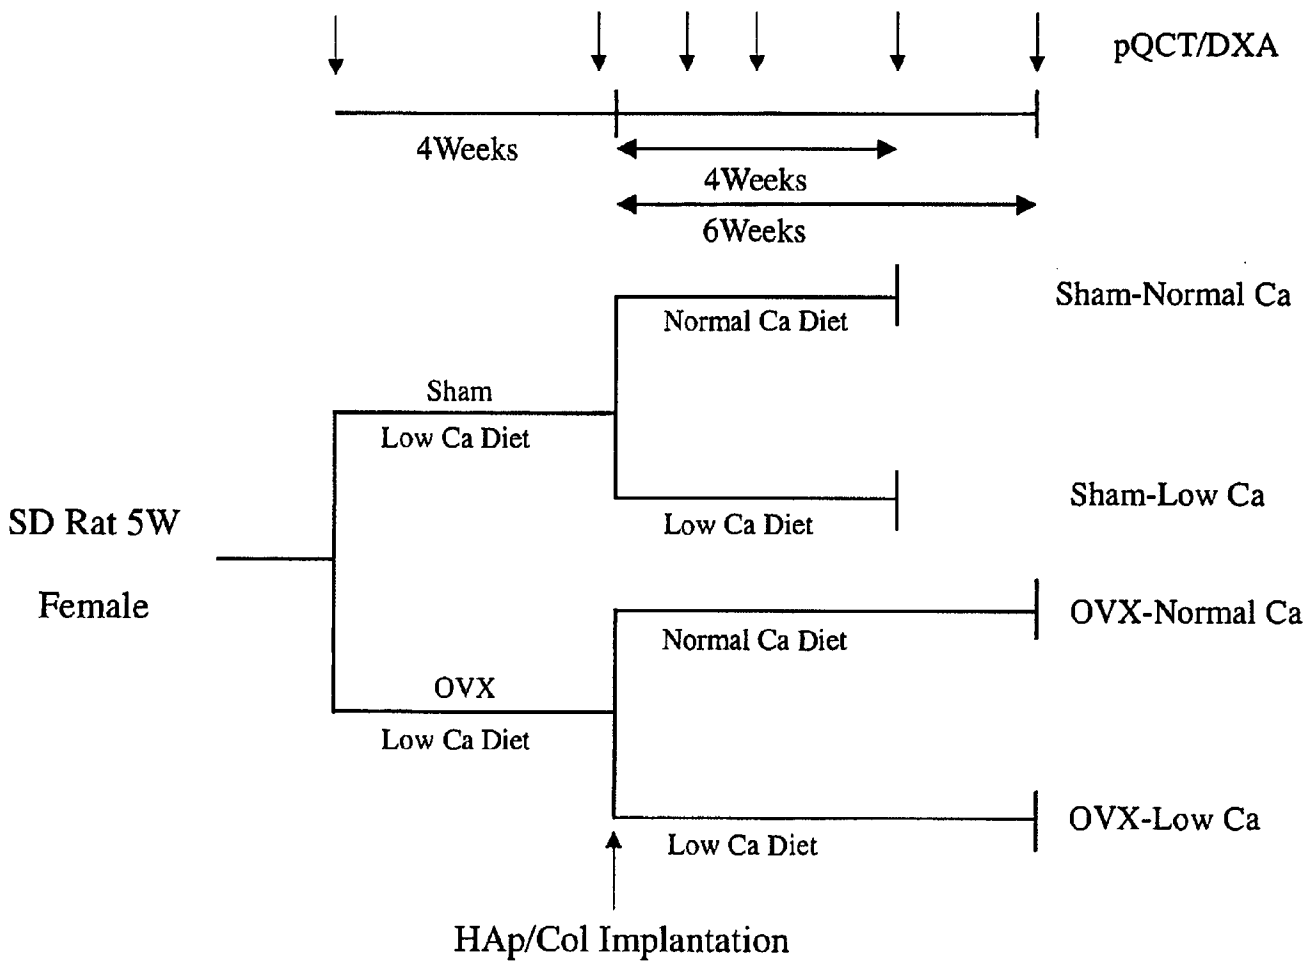 pQCT/DXA
4Weeks
4Weeks
6Weeks
Sham-Normal Ca
Normal Ca Diet
Sham
Low Ca Diet
Sham-Low Ca
Low Ca Diet
SD Rat 5W
Female
OVX-Normal Ca
Normal Ca Diet
OVX
Low Ca Diet
OVX-Low Ca
Low Ca Diet
HAp/Col Implantation